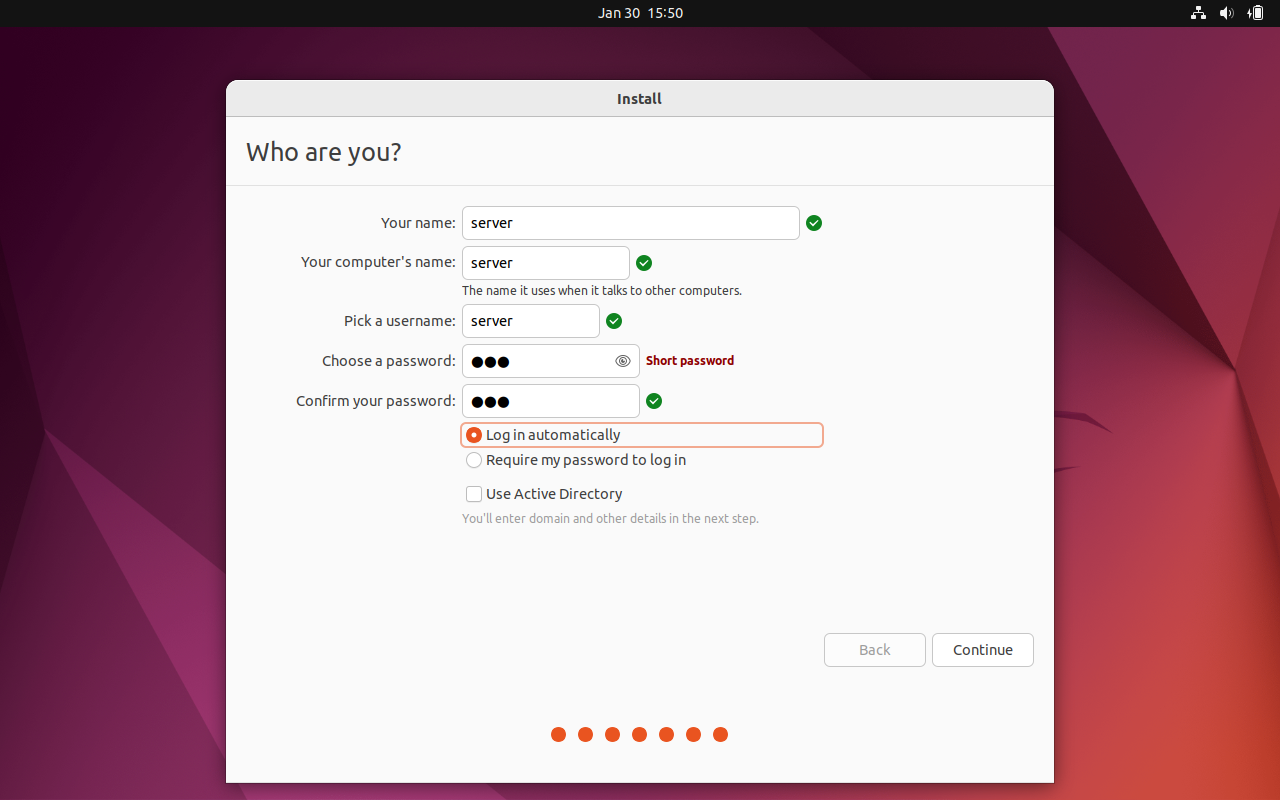 Jan 30 15:50
Install
Who are you?
Your name: server
Your computer's name: server
The name it uses when it talks to other computers.
Pick a username: server
Choose a password: ●●● Short password
Confirm your password: ●●●
Log in automatically
Require my password to log in
Use Active Directory
You'll enter domain and other details in the next step.
Back Continue